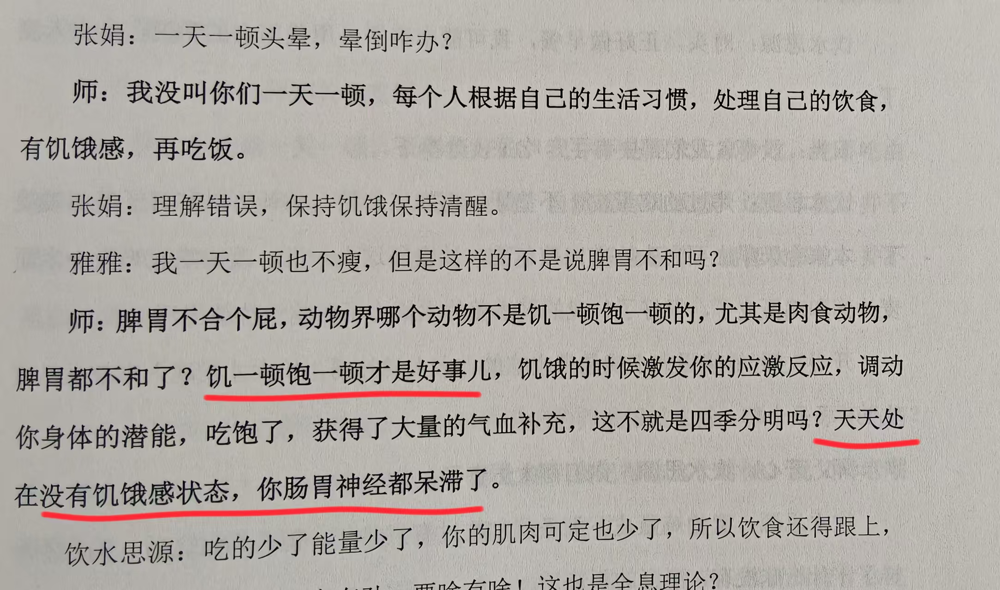 张娟：一天一顿头晕，晕倒咋办？
师：我没叫你们一天一顿，每个人根据自己的生活习惯，处理自己的饮食，
有饥饿感，再吃饭。
张娟：理解错误，保持饥饿保持清醒。
雅雅：我一天一顿也不瘦，但是这样的不是说脾胃不和吗？
师：脾胃不合个屁，动物界哪个动物不是饥一顿饱一顿的，尤其是肉食动物，
脾胃都不和了？饥一顿饱一顿才是好事儿，饥饿的时候激发你的应激反应，调动
你身体的潜能，吃饱了，获得了大量的气血补充，这不就是四季分明吗？天天处
在没有饥饿感状态，你肠胃神经都呆滞了。
饮水思源：吃的少了能量少了，你的肌肉可定也少了，所以饮食还得跟上，
要啥有啥！这也是全息理论？